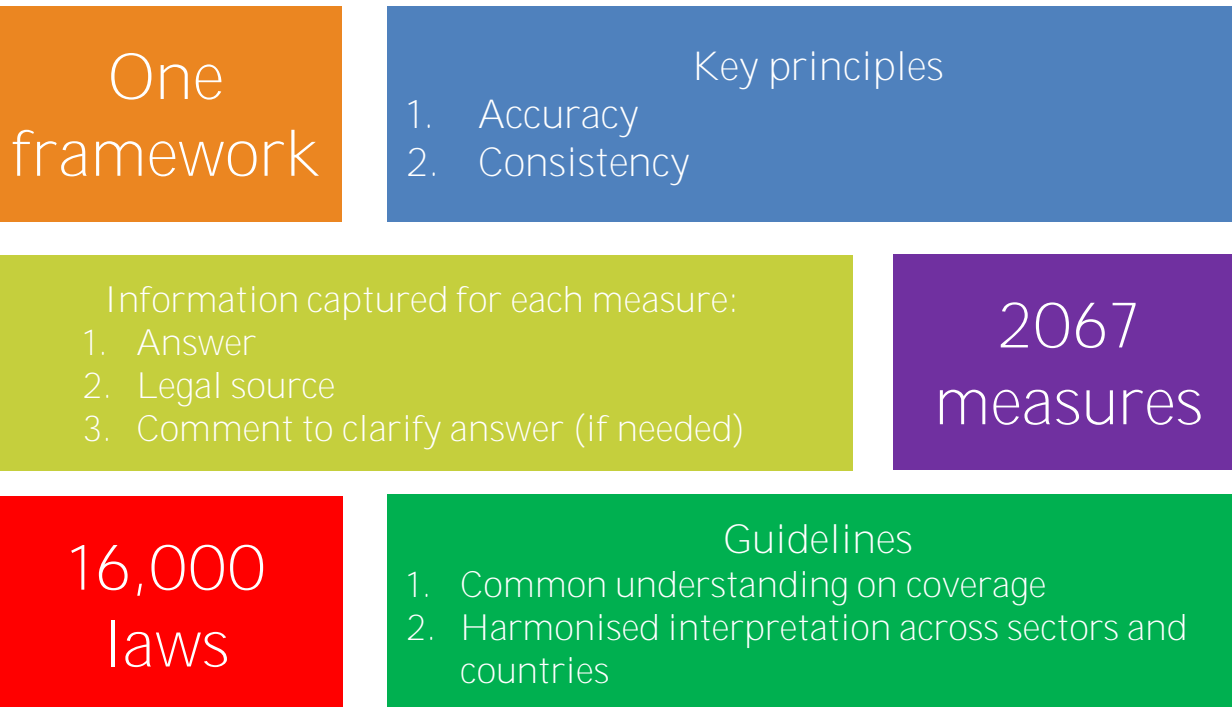 One
framework
Key principles
1. Accuracy
2. Consistency
Information captured for each measure:
1. Answer
2. Legal source
3. Comment to clarify answer (if needed)
2067
measures
16,000
laws
Guidelines
1. Common understanding on coverage
2. Harmonised interpretation across sectors and
countries